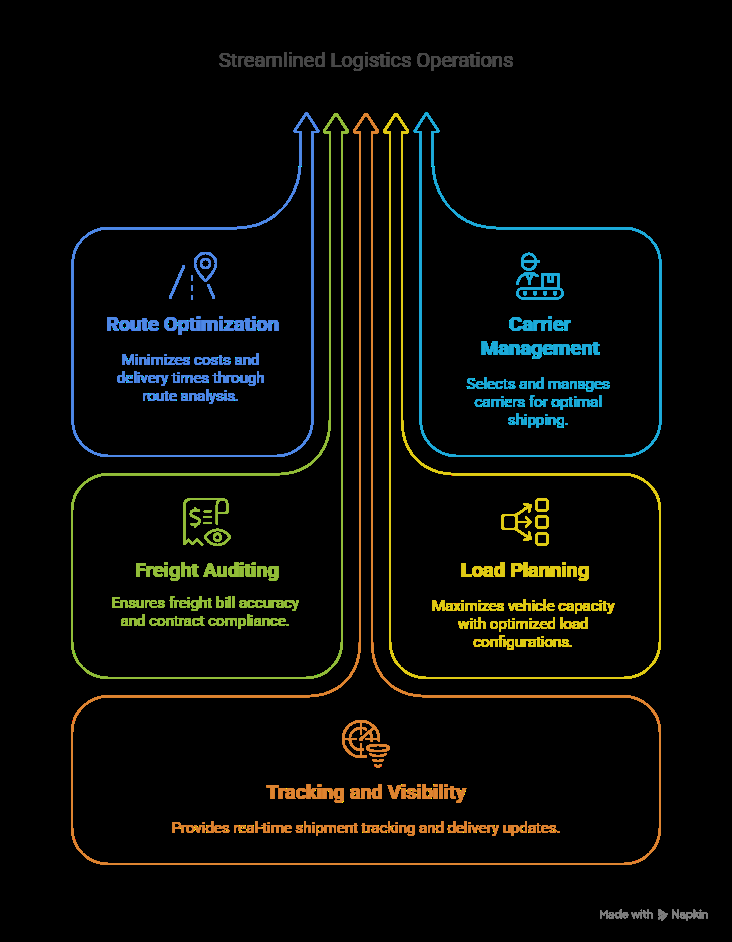 Streamlined Logistics Operations
Route Optimization
Minimizes costs and
delivery times through
route analysis.
Carrier
Management
Selects and manages
carriers for optimal
shipping.
$
Freight Auditing
Ensures freight bill accuracy
and contract compliance.
Load Planning
Maximizes vehicle capacity
with optimized load
configurations.
Tracking and Visibility
Provides real-time shipment tracking and delivery updates.
Made with Napkin